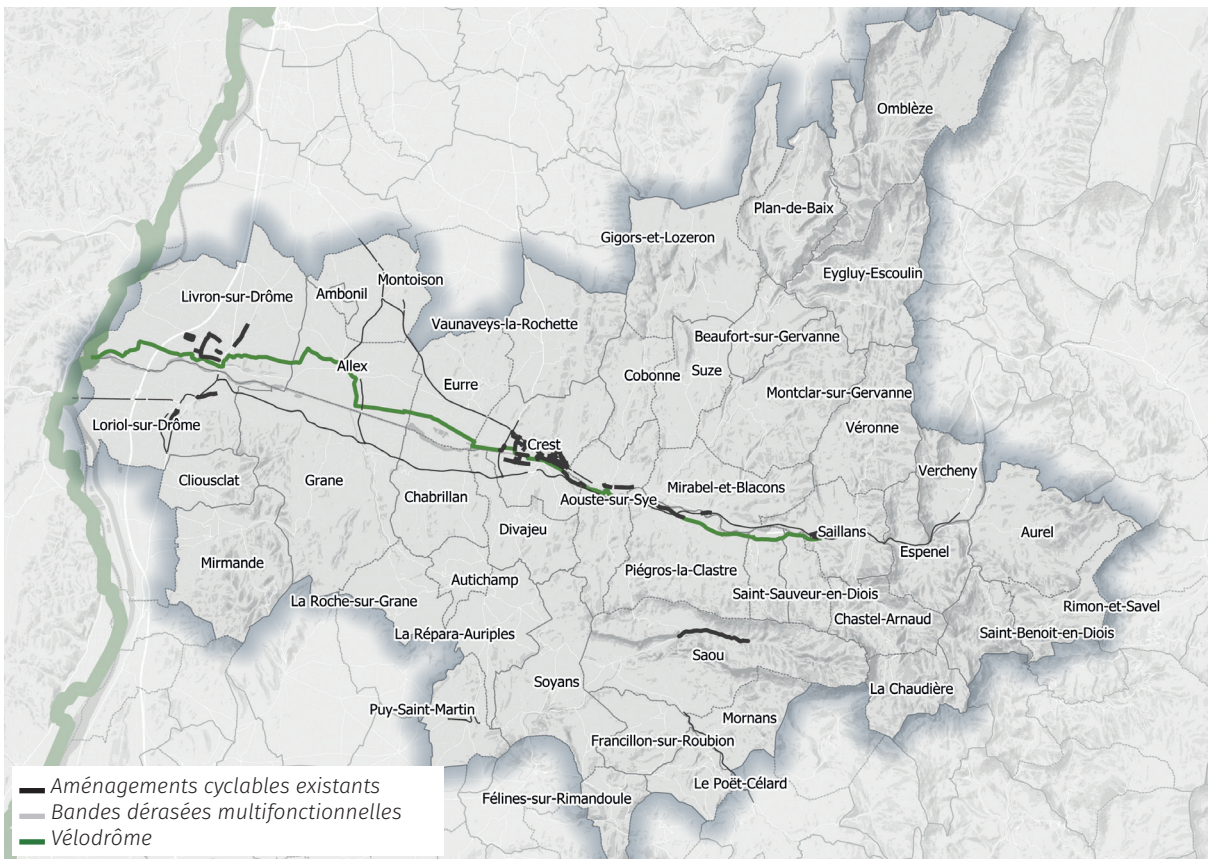 Omblèze
Plan-de-Baix
Gigors-et-Lozeron
Eygluy-Escoulin
Montoison
Livron-sur-Drôme
Ambonil
Vaunaveys-la-Rochette
Beaufort-sur-Gervanne
Allex
Suze
Cobonne
Eurre
Montclar-sur-Gervanne
Loriol-sur-Drôme
Véronne
Crest
Vercheny
Cliousclat
Grane
Mirabel-et-Blacons
Chabrillan
Aouste-sur-Sye
Divajeu
Saillans
Aurel
Espenel
Mirmande
Piégros-la-Clastre
Autichamp
Saint-Sauveur-en-Diois
La Roche-sur-Grane
Rimon-et-Savel
Chastel-Arnaud
La Répara-Auriples
Saint-Benoit-en-Diois
Saou
Soyans
La Chaudière
Puy-Saint-Martin
Mornans
Francillon-sur-Roubion
Le Poët-Célard
Félines-sur-Rimandoule
Aménagements cyclables existants
Bandes dérasées multifonctionnelles
Vélodrôme